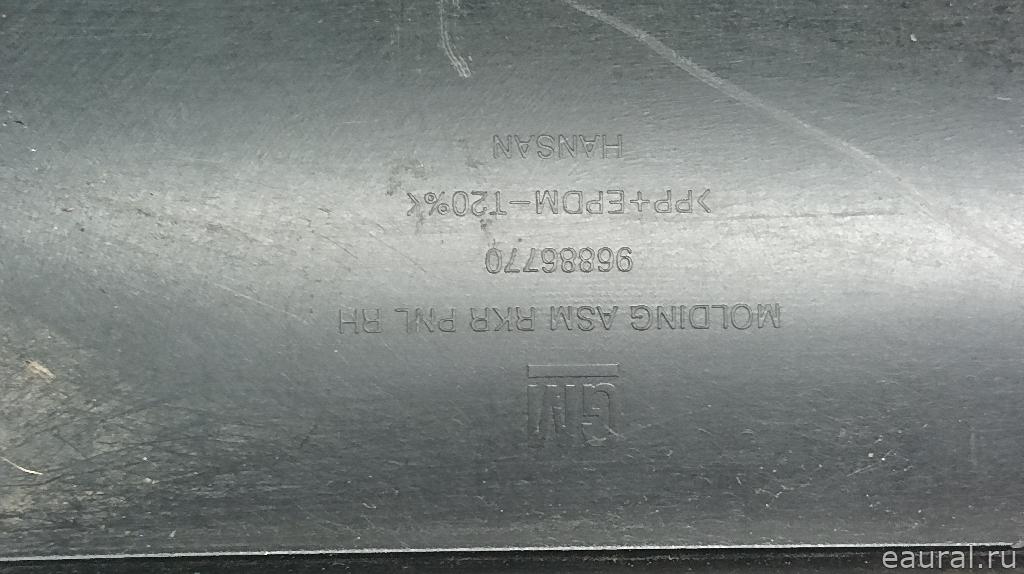 GM
MOLDING ASM RKR PNL RH
96886770
>PP+EPDM-T20%<
HANSAN
eaural.ru